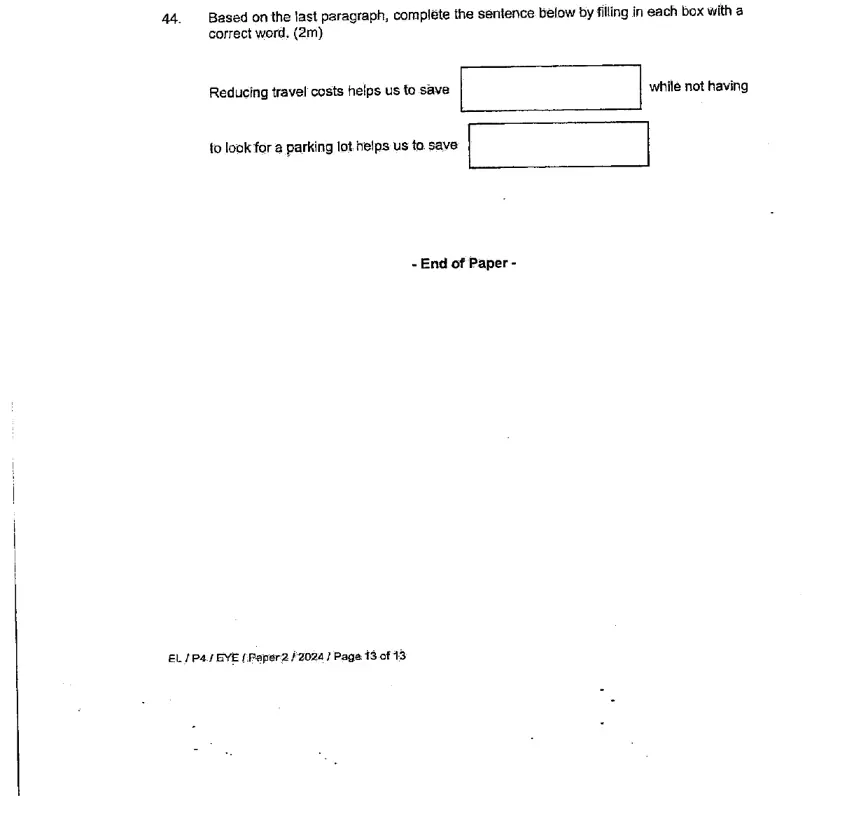 44. Based on the last paragraph, complete the sentence below by filling in each box with a
correct word. (2m)
Reducing travel costs helps us to save while not having
to look for a parking lot helps us to save
- End of Paper -
EL / P4 / EYE / Paper 2 / 2024 / Page 13 of 13